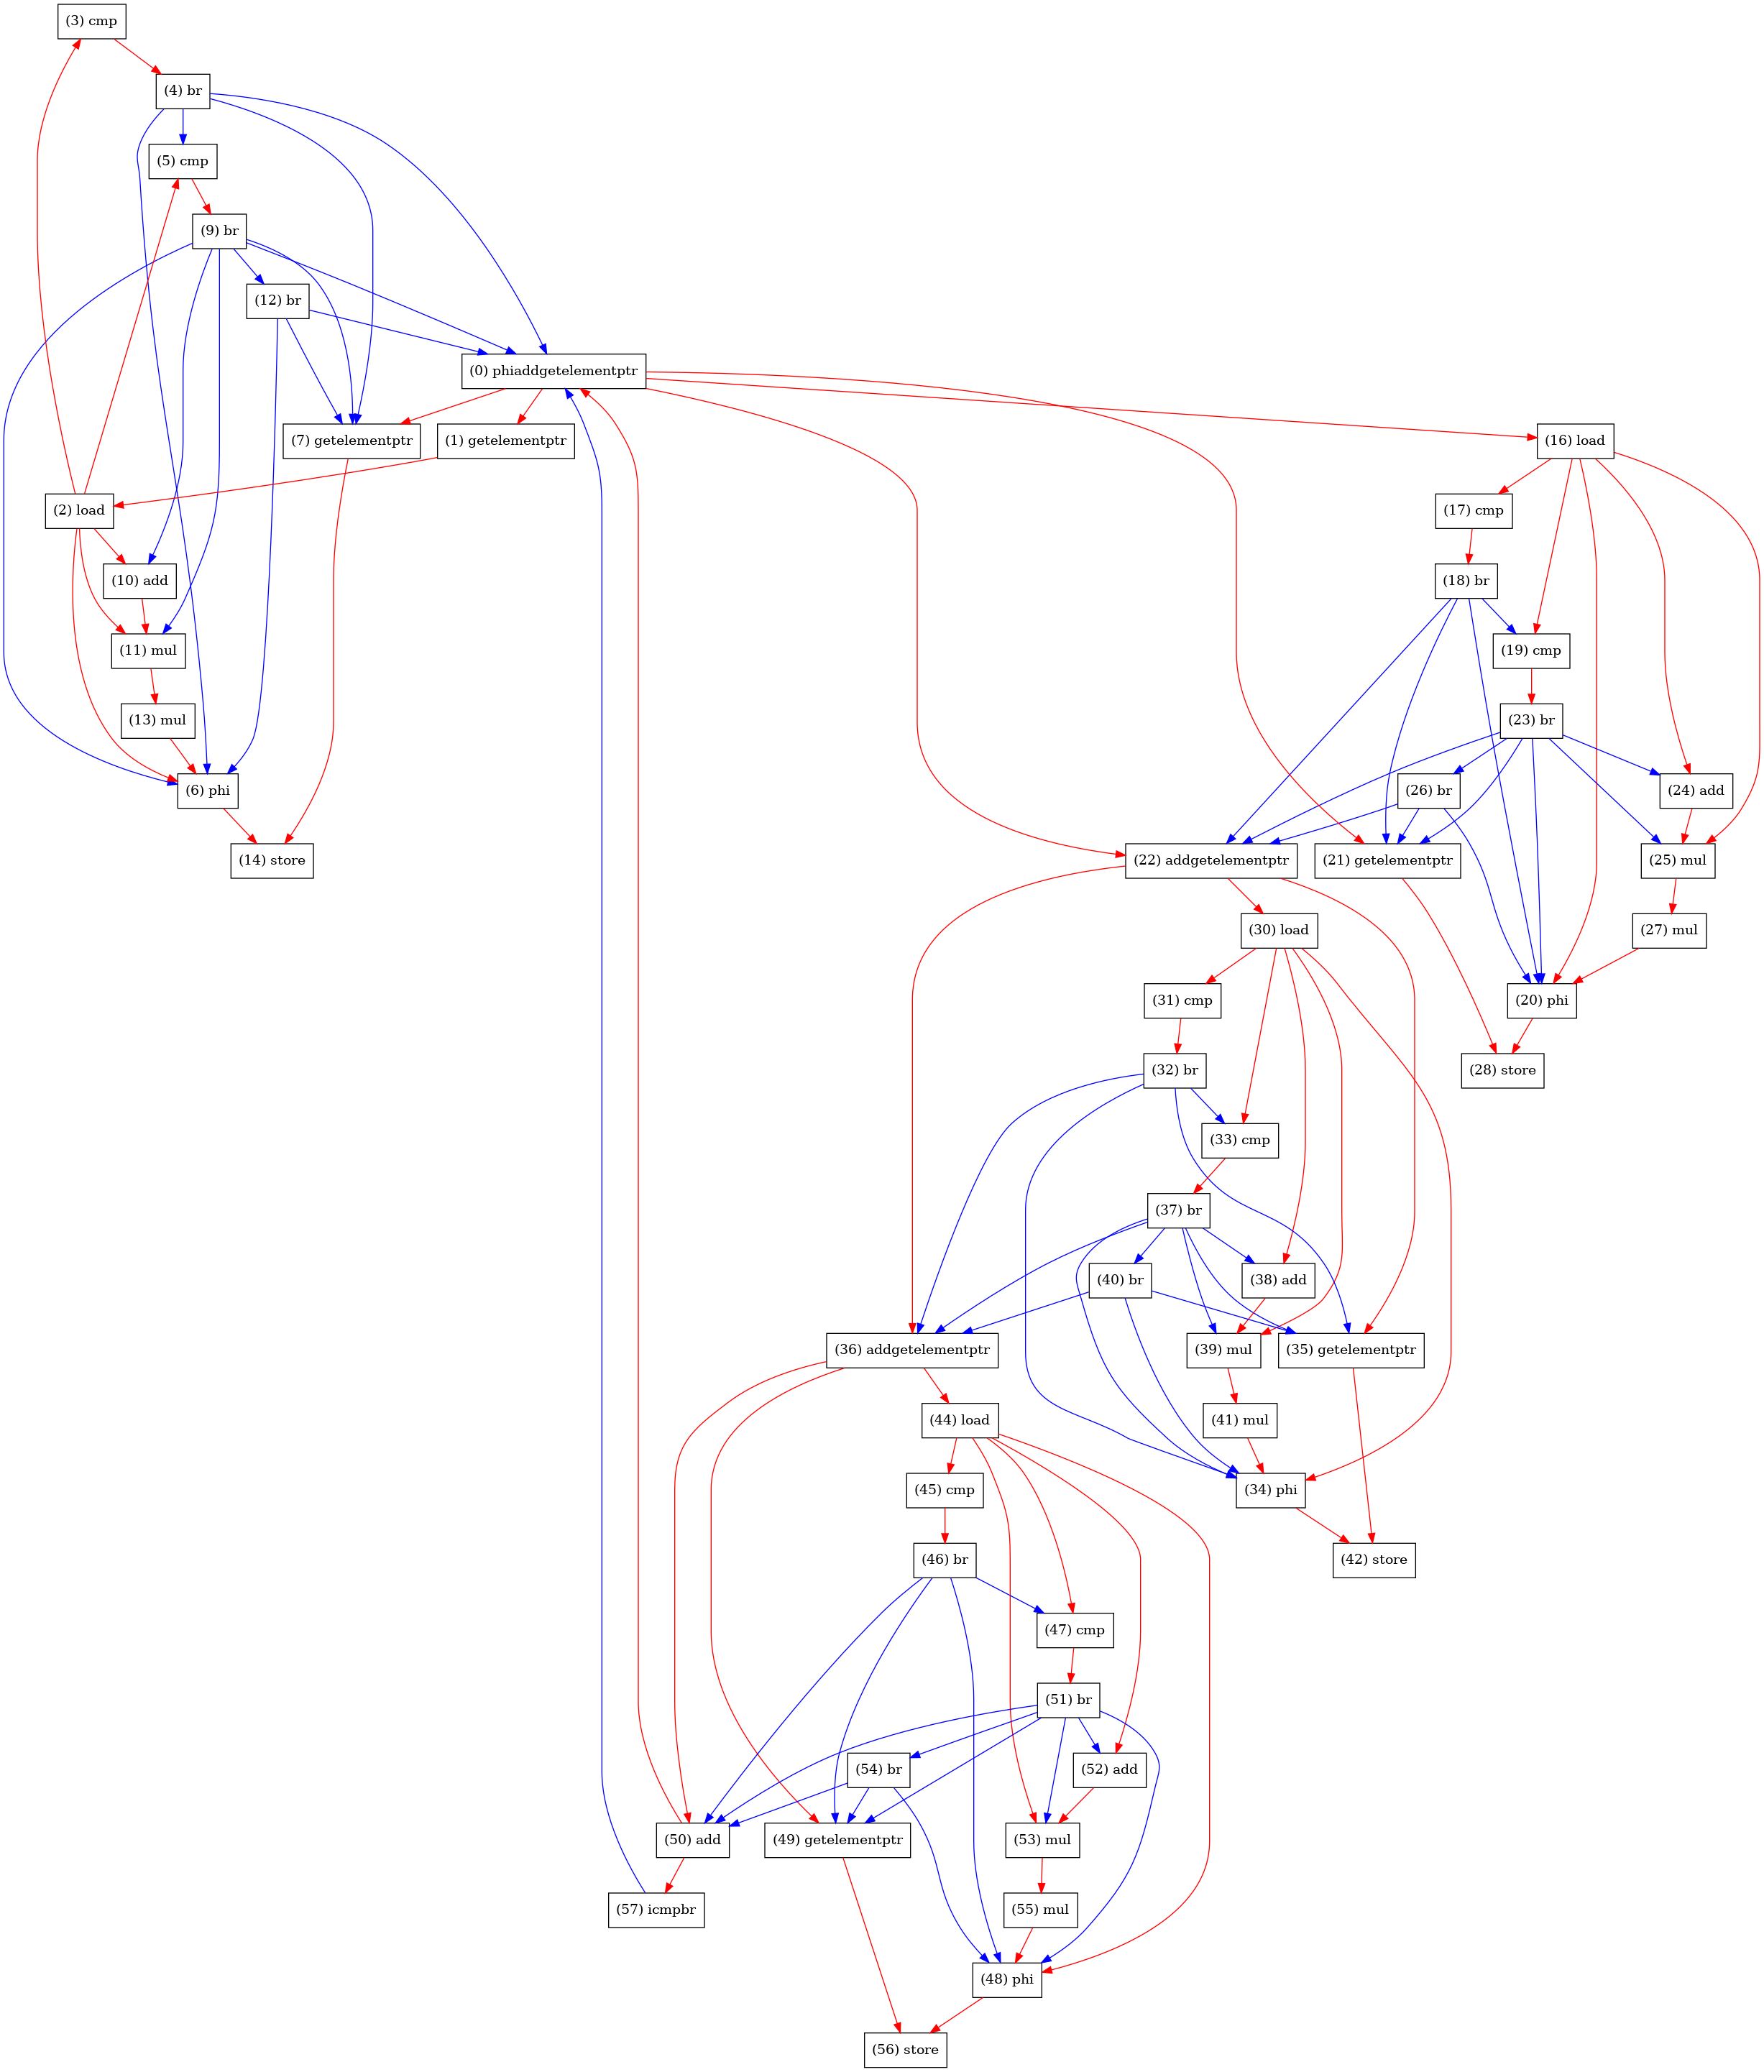 (3) cmp
(4) br
(5) cmp
(9) br
(12) br
(0) phiaddgetelementptr
(7) getelementptr
(1) getelementptr
(16) load
(2) load
(17) cmp
(10) add
(18) br
(11) mul
(19) cmp
(13) mul
(23) br
(6) phi
(26) br
(24) add
(14) store
(22) addgetelementptr
(21) getelementptr
(25) mul
(30) load
(27) mul
(31) cmp
(20) phi
(32) br
(28) store
(33) cmp
(37) br
(40) br
(38) add
(36) addgetelementptr
(39) mul
(35) getelementptr
(44) load
(41) mul
(45) cmp
(34) phi
(46) br
(42) store
(47) cmp
(51) br
(54) br
(52) add
(50) add
(49) getelementptr
(53) mul
(57) icmpbr
(55) mul
(48) phi
(56) store